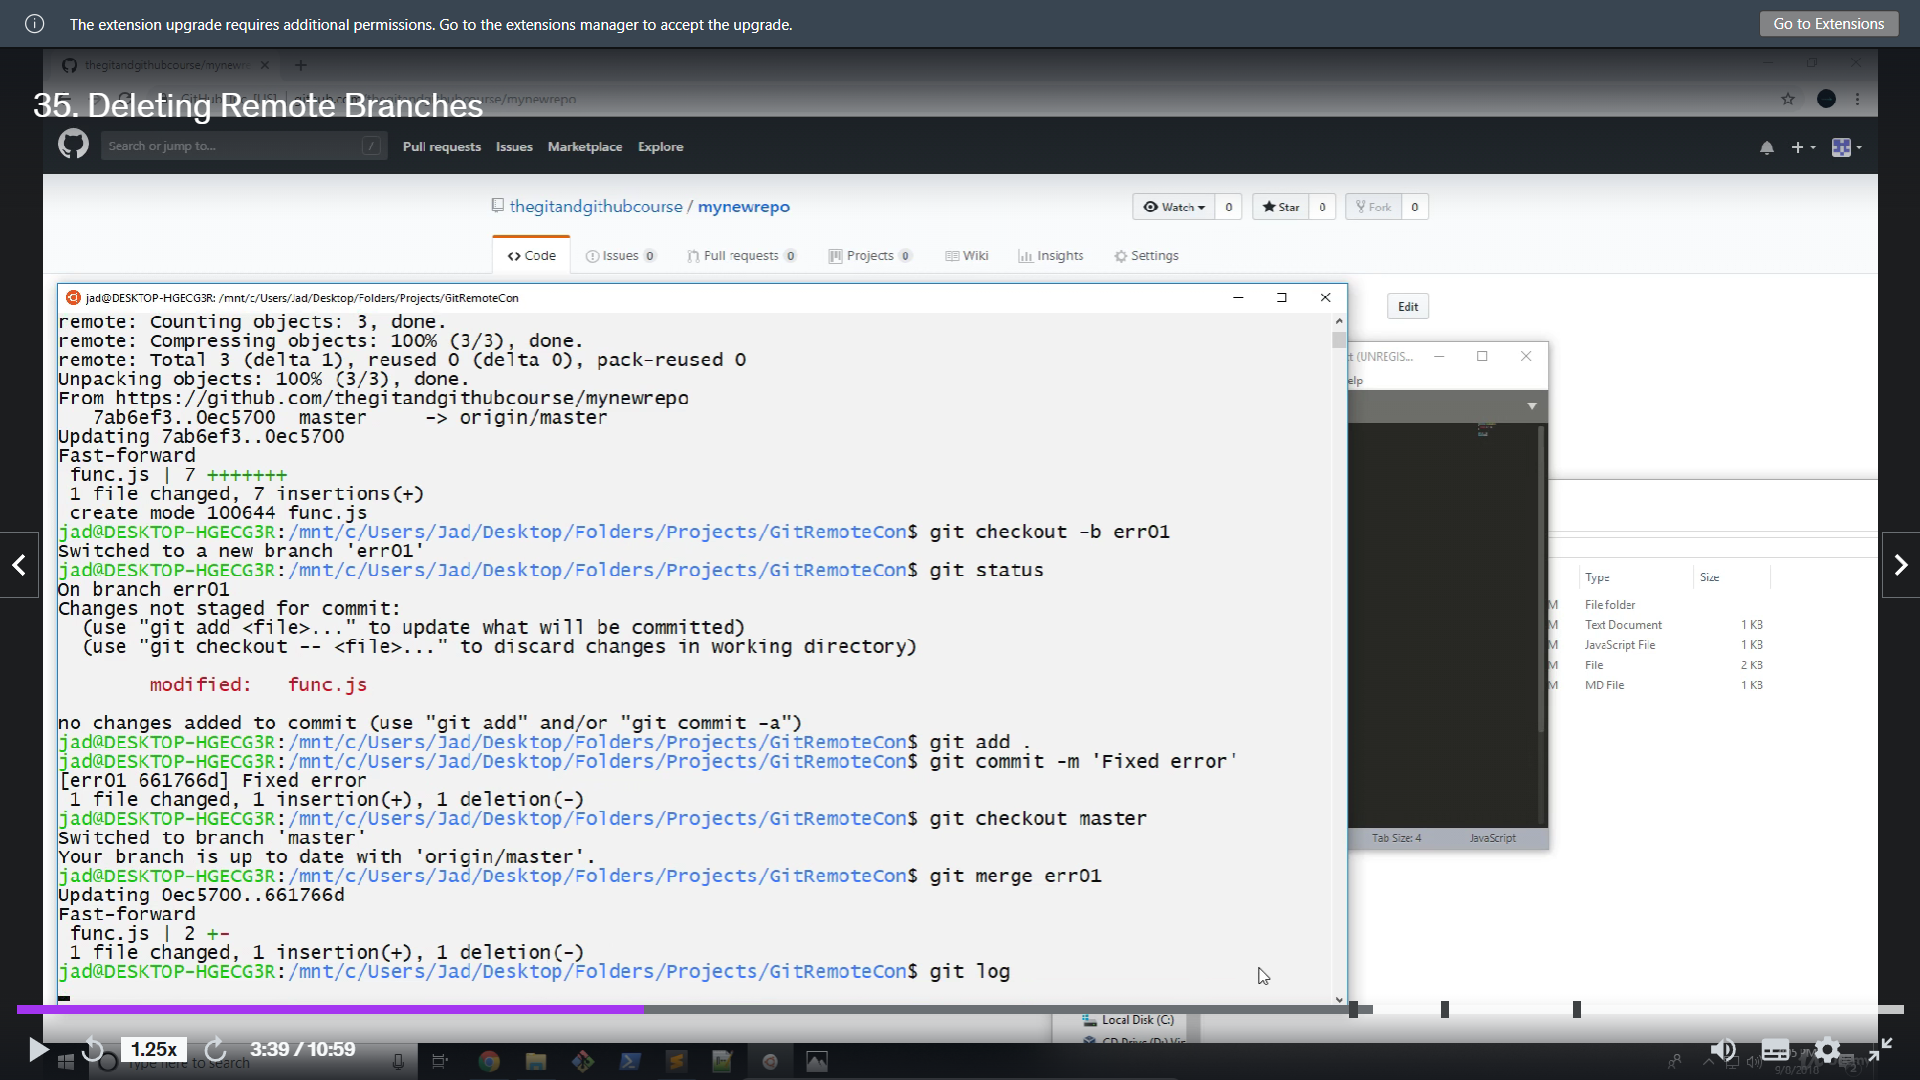 The extension upgrade requires additional permissions. Go to the extensions manager to accept the upgrade.
Go to Extensions
thegitandgithubcourse/mynewre
35. Deleting Remote Branches
Search or jump to...
/
Pull requests
Issues
Marketplace
Explore
thegitandgithubcourse / mynewrepo
Watch
0
Star
0
Fork
0
Code
Issues 0
Pull requests 0
Projects 0
Wiki
Insights
Settings
jad@DESKTOP-HGECG3R: /mnt/c/Users/Jad/Desktop/Folders/Projects/GitRemoteCon
Edit
remote: Counting objects: 3, done.
remote: Compressing objects: 100% (3/3), done.
remote: Total 3 (delta 1), reused 0 (delta 0), pack-reused 0
Unpacking objects: 100% (3/3), done.
From https://github.com/thegitandgithubcourse/mynewrepo
   7ab6ef3..0ec5700  master     -> origin/master
Updating 7ab6ef3..0ec5700
Fast-forward
 func.js | 7 +++++++
 1 file changed, 7 insertions(+)
 create mode 100644 func.js
jad@DESKTOP-HGECG3R:/mnt/c/Users/Jad/Desktop/Folders/Projects/GitRemoteCon$ git checkout -b err01
Switched to a new branch 'err01'
jad@DESKTOP-HGECG3R:/mnt/c/Users/Jad/Desktop/Folders/Projects/GitRemoteCon$ git status
On branch err01
Changes not staged for commit:
  (use "git add <file>..." to update what will be committed)
  (use "git checkout -- <file>..." to discard changes in working directory)
        modified:   func.js
no changes added to commit (use "git add" and/or "git commit -a")
jad@DESKTOP-HGECG3R:/mnt/c/Users/Jad/Desktop/Folders/Projects/GitRemoteCon$ git add .
jad@DESKTOP-HGECG3R:/mnt/c/Users/Jad/Desktop/Folders/Projects/GitRemoteCon$ git commit -m 'Fixed error'
[err01 661766d] Fixed error
 1 file changed, 1 insertion(+), 1 deletion(-)
jad@DESKTOP-HGECG3R:/mnt/c/Users/Jad/Desktop/Folders/Projects/GitRemoteCon$ git checkout master
Switched to branch 'master'
Your branch is up to date with 'origin/master'.
jad@DESKTOP-HGECG3R:/mnt/c/Users/Jad/Desktop/Folders/Projects/GitRemoteCon$ git merge err01
Updating 0ec5700..661766d
Fast-forward
 func.js | 2 +-
 1 file changed, 1 insertion(+), 1 deletion(-)
jad@DESKTOP-HGECG3R:/mnt/c/Users/Jad/Desktop/Folders/Projects/GitRemoteCon$ git log
t (UNREGIS...
elp
Tab Size: 4
JavaScript
Type
Size
M File folder
M Text Document 1 KB
M JavaScript File 1 KB
M File 2 KB
M MD File 1 KB
Local Disk (C:)
1.25x
3:39 / 10:59
Type here to search